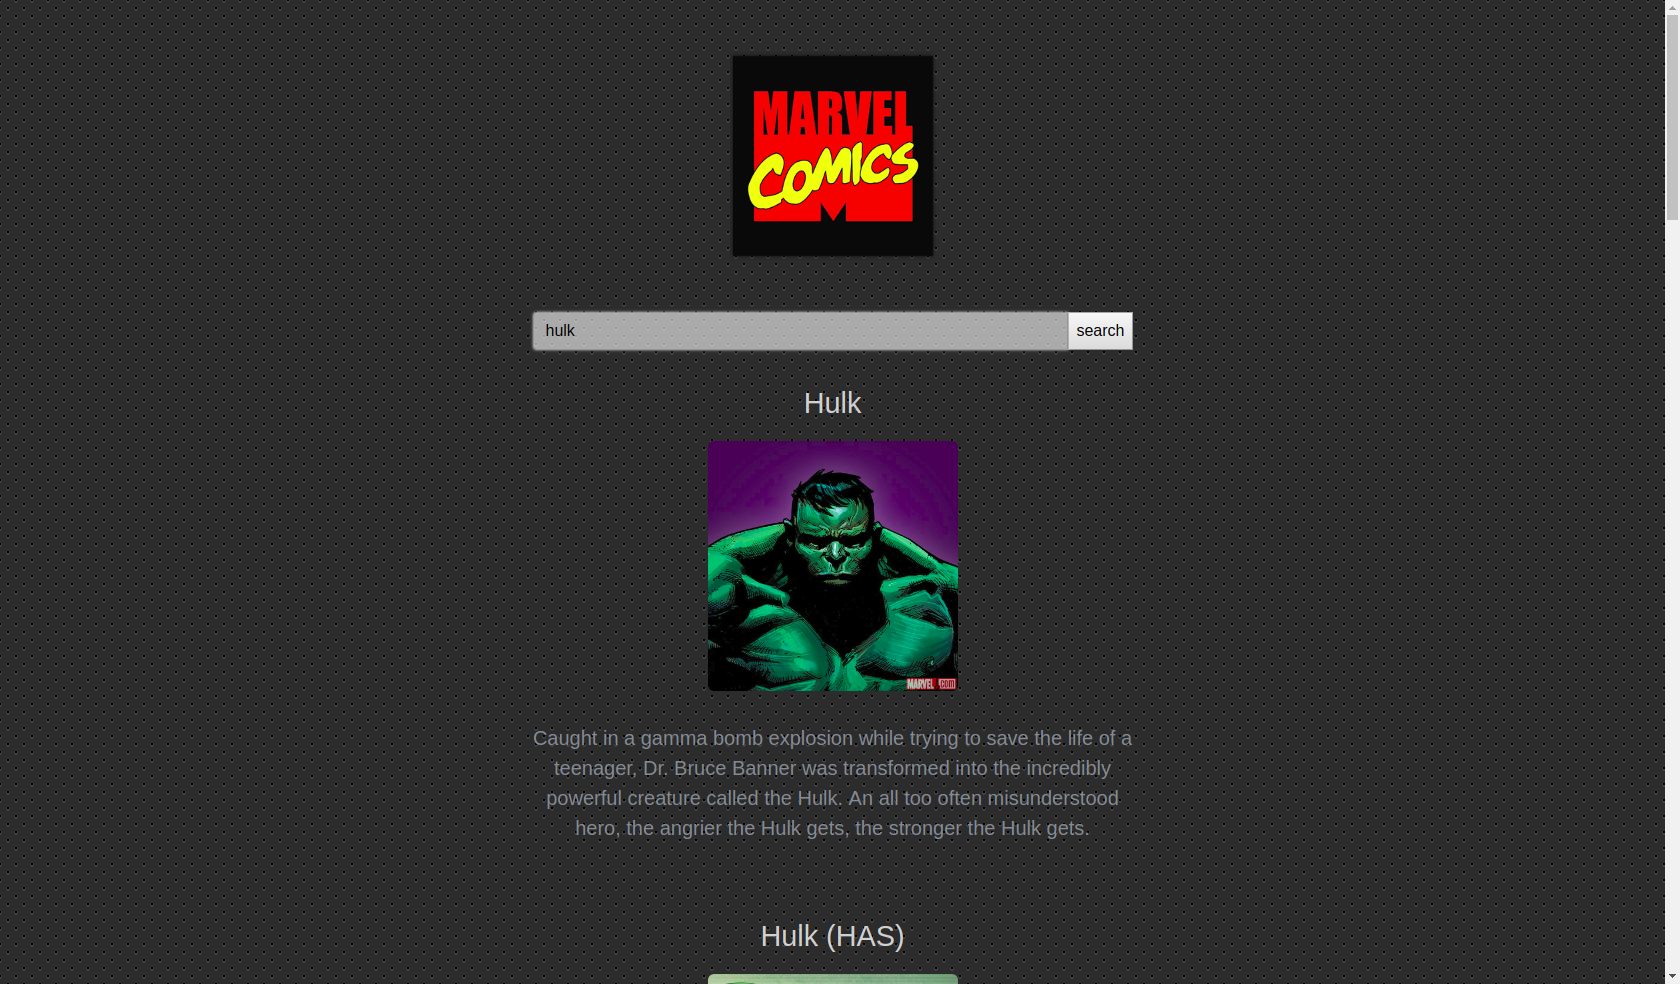 MARVEL
COMICS
hulk
search
Hulk
MARVEL .com
Caught in a gamma bomb explosion while trying to save the life of a
teenager, Dr. Bruce Banner was transformed into the incredibly
powerful creature called the Hulk. An all too often misunderstood
hero, the angrier the Hulk gets, the stronger the Hulk gets.
Hulk (HAS)